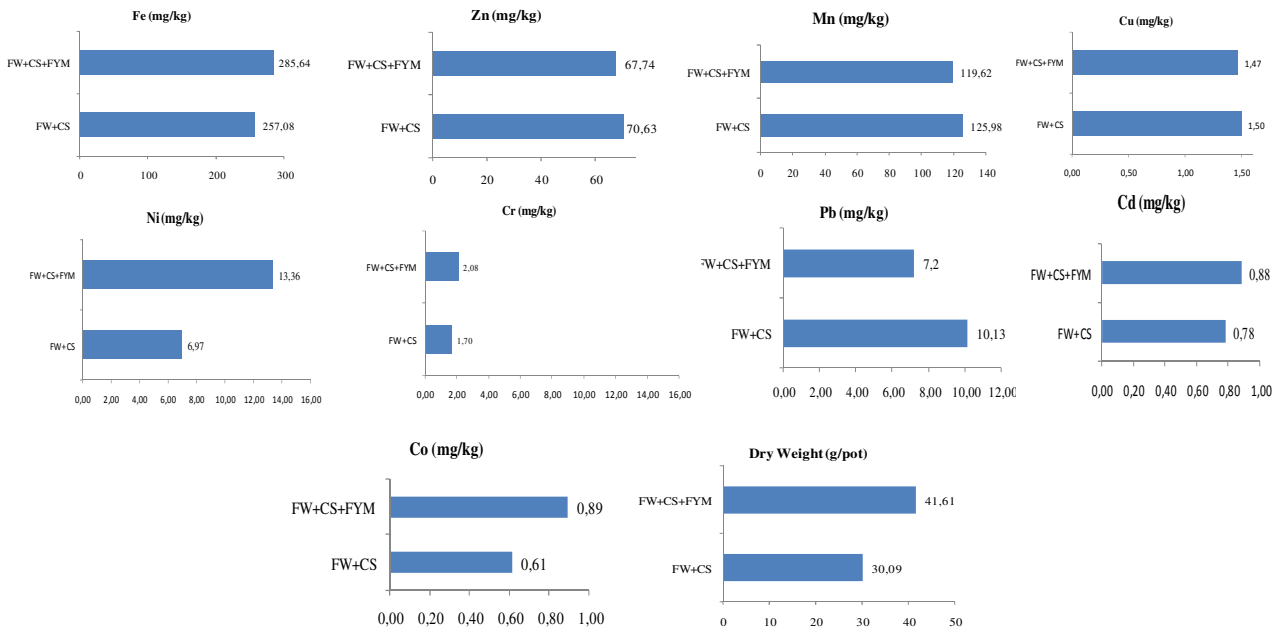 Fe (mg/kg)
FW+CS+FYM
285,64
FW+CS
257,08
0 100 200 300
Zn (mg/kg)
FW+CS+FYM
67,74
FW+CS
70,63
0 20 40 60
Mn (mg/kg)
FW+CS+FYM
119,62
FW+CS
125,98
0 20 40 60 80 100 120 140
Cu (mg/kg)
FW+CS+FYM
1,47
FW+CS
1,50
0,00 0,50 1,00 1,50
Ni (mg/kg)
FW+CS+FYM
13,36
FW+CS
6,97
0,00 2,00 4,00 6,00 8,00 10,00 12,00 14,00 16,00
Cr (mg/kg)
FW+CS+FYM
2,08
FW+CS
1,70
0,00 2,00 4,00 6,00 8,00 10,00 12,00 14,00 16,00
Pb (mg/kg)
FW+CS+FYM
7,2
FW+CS
10,13
0,00 2,00 4,00 6,00 8,00 10,00 12,00
Cd (mg/kg)
FW+CS+FYM
0,88
FW+CS
0,78
0,00 0,20 0,40 0,60 0,80 1,00
Co (mg/kg)
FW+CS+FYM
0,89
FW+CS
0,61
0,00 0,20 0,40 0,60 0,80 1,00
Dry Weight (g/pot)
FW+CS+FYM
41,61
FW+CS
30,09
0 10 20 30 40 50